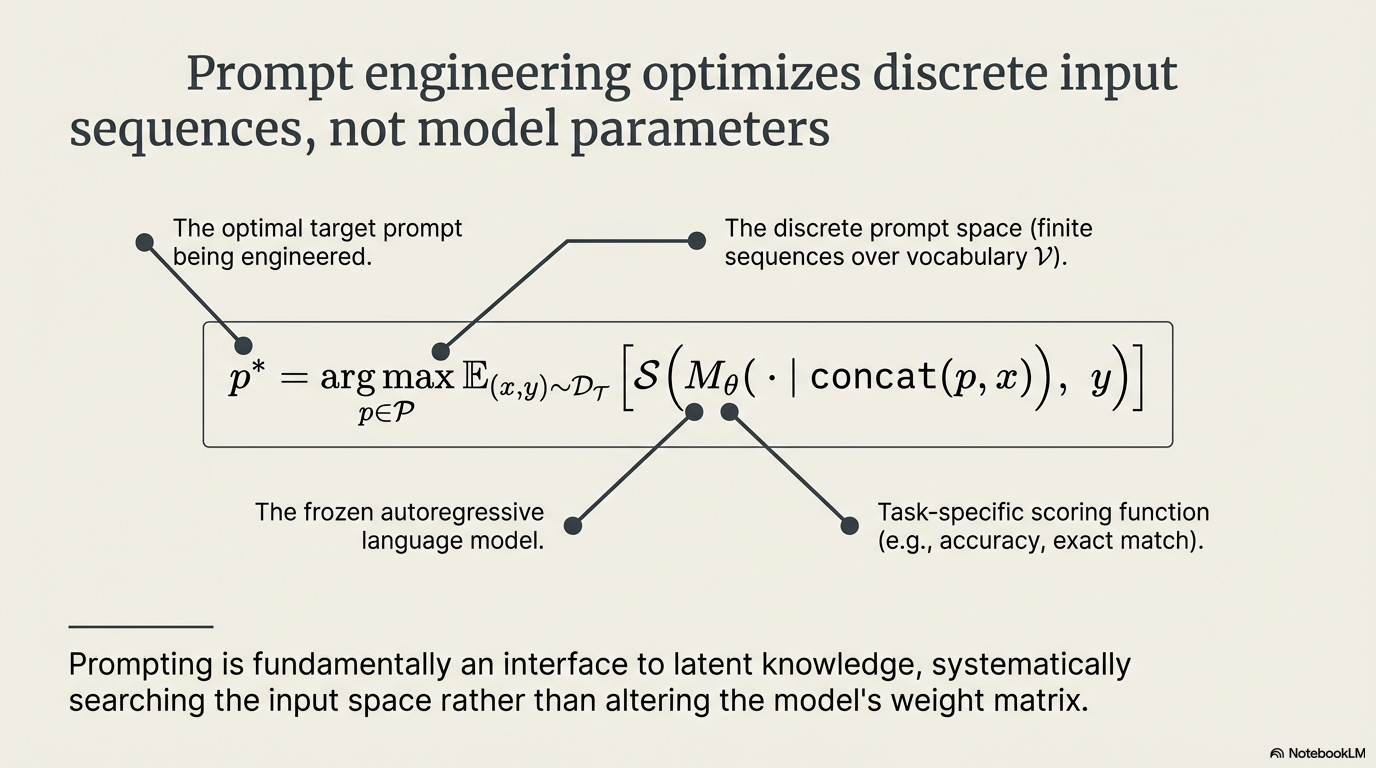 Prompt engineering optimizes discrete input
sequences, not model parameters
The optimal target prompt
being engineered.
The discrete prompt space (finite
sequences over vocabulary 𝒱).
p* = arg max 𝔼(x,y)∼𝒟𝒯 [𝒮(Mθ( · | concat(p, x)), y)]
p∈𝒫
The frozen autoregressive
language model.
Task-specific scoring function
(e.g., accuracy, exact match).
Prompting is fundamentally an interface to latent knowledge, systematically
searching the input space rather than altering the model's weight matrix.
NotebookLM